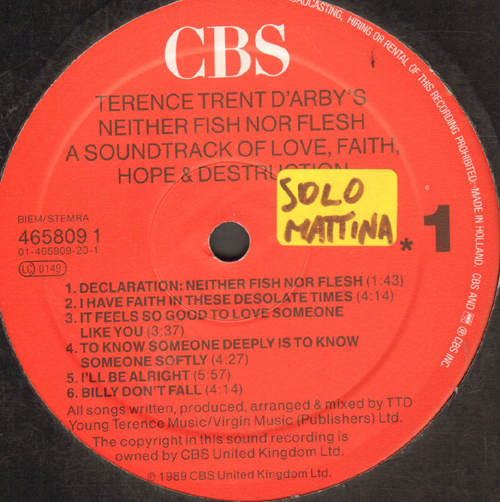 BROADCASTING, HIRING OR RENTAL OF THIS RECORDING PROHIBITED-MADE IN HOLLAND. CBS AND ℗ CBS INC.
CBS
TERENCE TRENT D'ARBY'S
NEITHER FISH NOR FLESH
A SOUNDTRACK OF LOVE, FAITH,
HOPE & DESTRUCTION
SOLO
MATTINA
* 1
BIEM/STEMRA
465809 1
01-465809-20-1
LC 0149
1. DECLARATION: NEITHER FISH NOR FLESH (1:43)
2. I HAVE FAITH IN THESE DESOLATE TIMES (4:14)
3. IT FEELS SO GOOD TO LOVE SOMEONE
LIKE YOU (3:37)
4. TO KNOW SOMEONE DEEPLY IS TO KNOW
SOMEONE SOFTLY (4:27)
5. I'LL BE ALRIGHT (5:57)
6. BILLY DON'T FALL (4:14)
All songs written, produced, arranged & mixed by TTD
Young Terence Music/Virgin Music (Publishers) Ltd.
The copyright in this sound recording is
owned by CBS United Kingdom Ltd.
℗ 1989 CBS United Kingdom Ltd.